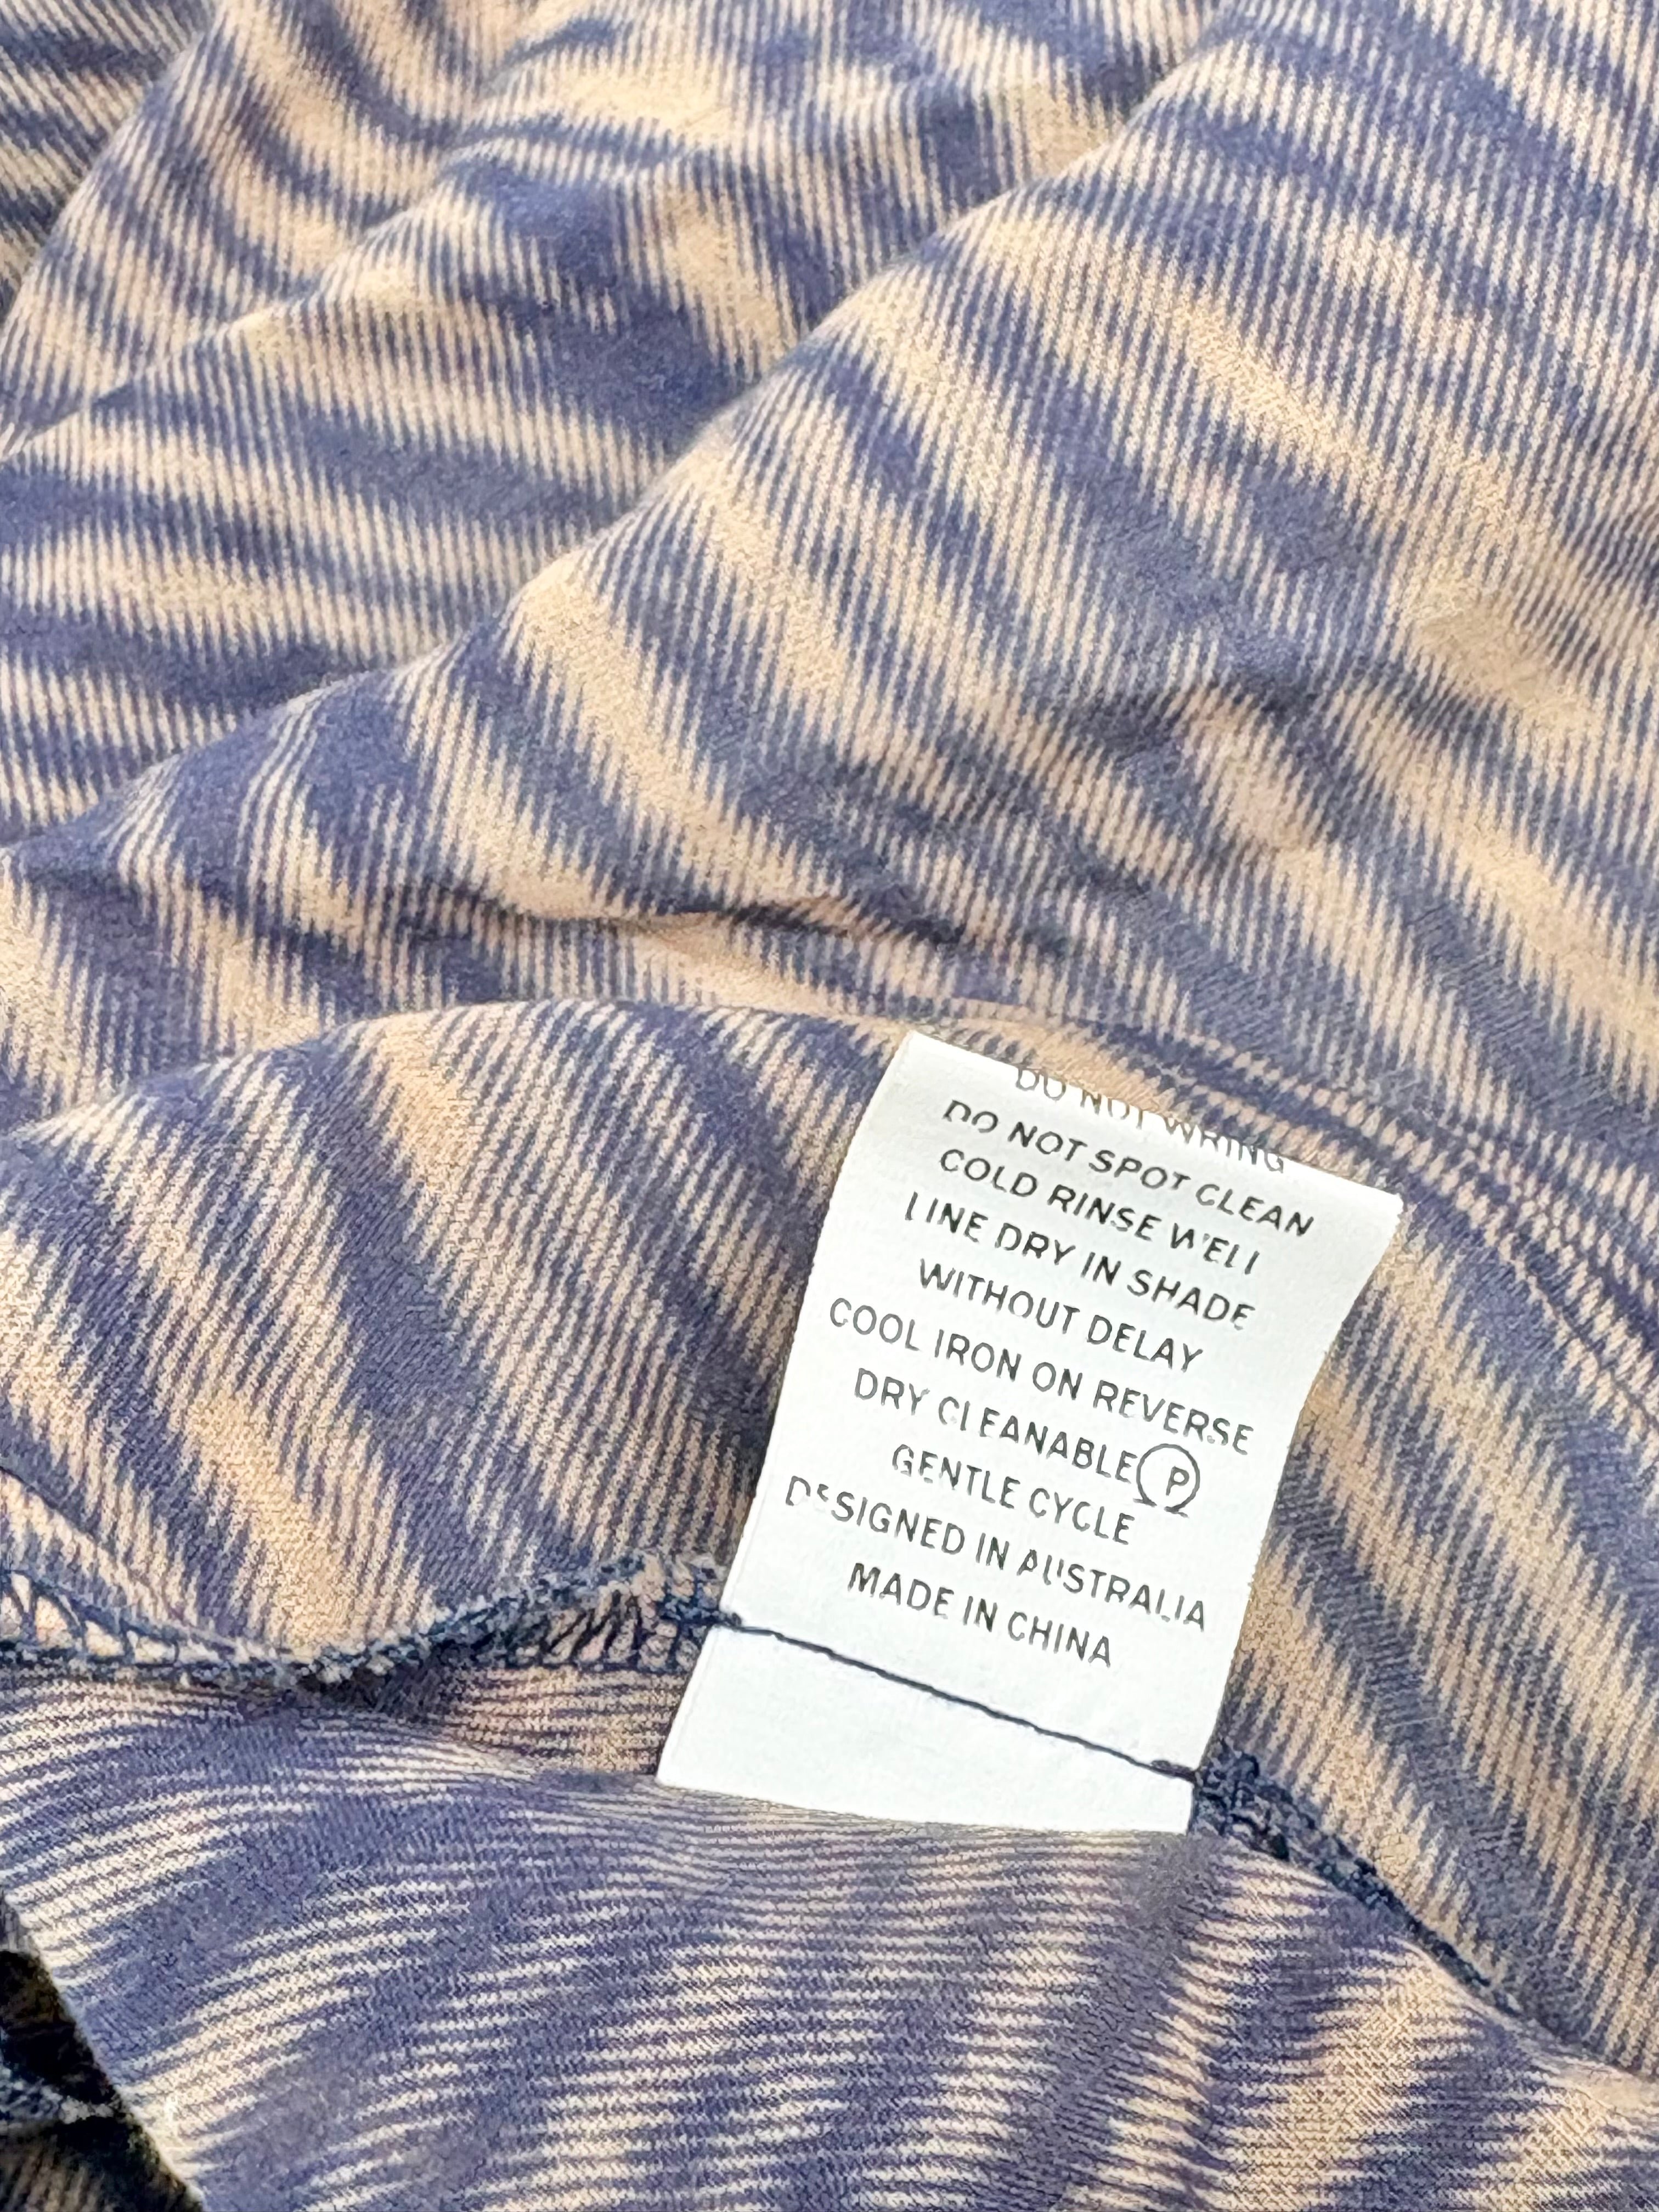 DO NOT WRING
DO NOT SPOT CLEAN
COLD RINSE WELL
LINE DRY IN SHADE
WITHOUT DELAY
COOL IRON ON REVERSE
DRY CLEANABLE P
GENTLE CYCLE
DESIGNED IN AUSTRALIA
MADE IN CHINA